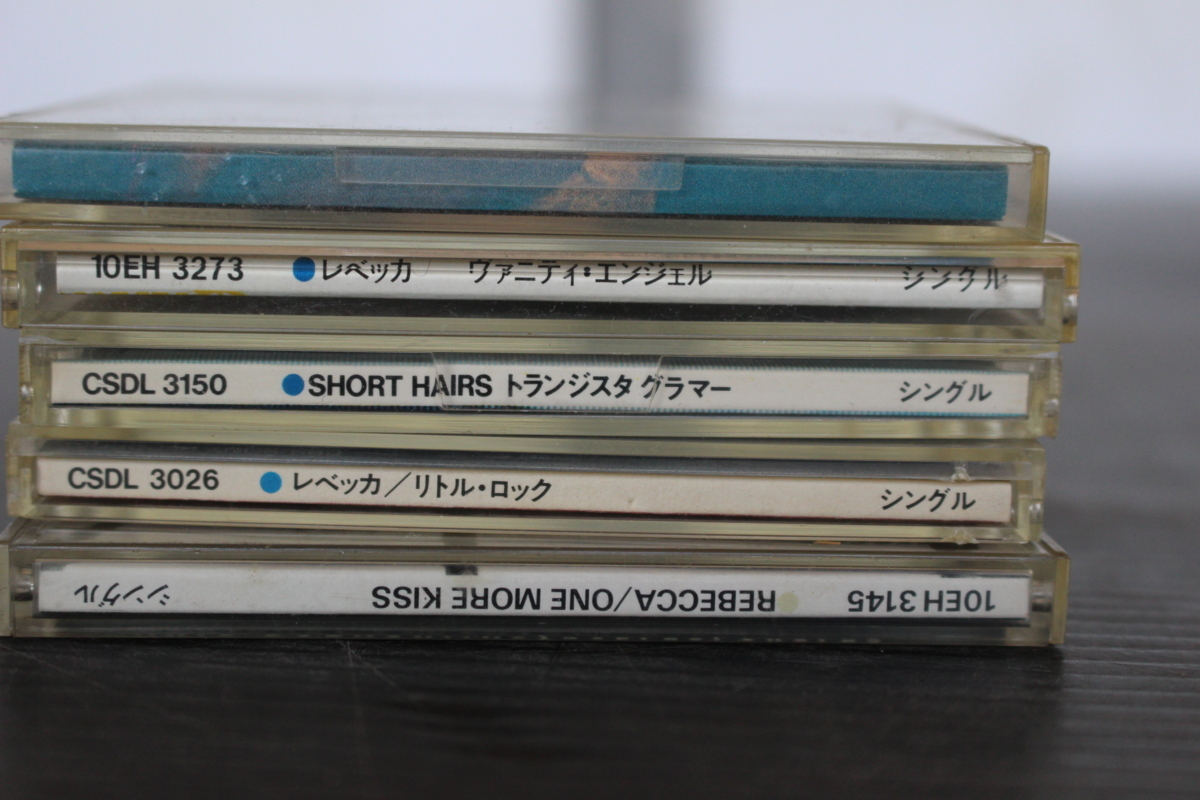 10EH 3273 ●レベッカ ヴァニティ・エンジェル シングル
CSDL 3150 ●SHORT HAIRS トランジスタグラマー シングル
CSDL 3026 ●レベッカ/リトル・ロック シングル
10EH 3145 ●REBECCA/ONE MORE KISS シングル